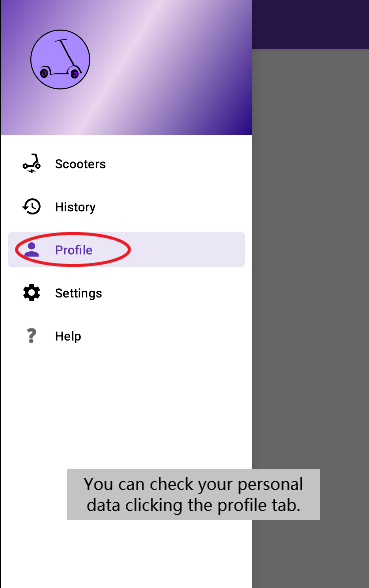 Scooters
History
Profile
Settings
Help
You can check your personal
data clicking the profile tab.